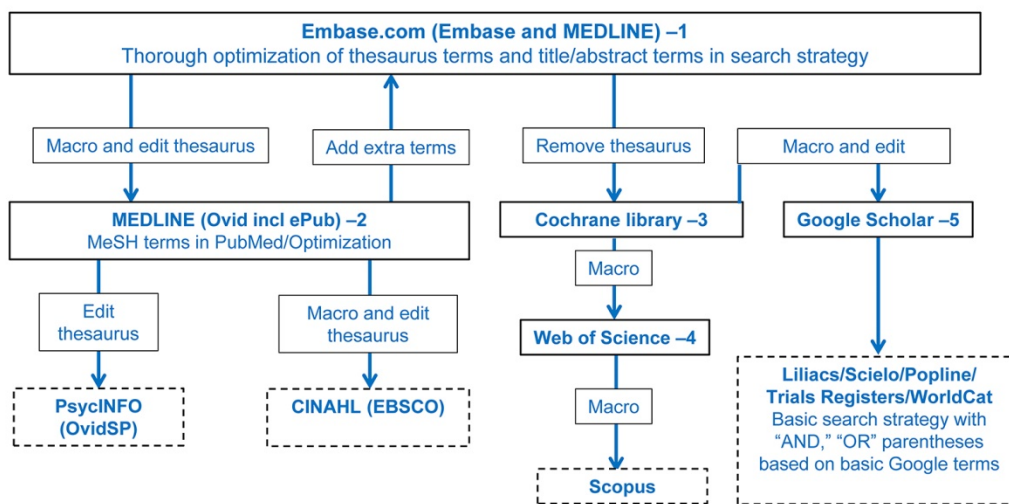 Embase.com (Embase and MEDLINE) –1
Thorough optimization of thesaurus terms and title/abstract terms in search strategy
Macro and edit thesaurus
Add extra terms
Remove thesaurus
Macro and edit
MEDLINE (Ovid incl ePub) –2
MeSH terms in PubMed/Optimization
Cochrane library –3
Google Scholar –5
Macro
Edit
thesaurus
Macro and edit
thesaurus
Web of Science –4
PsycINFO
(OvidSP)
CINAHL (EBSCO)
Macro
Liliacs/Scielo/Popline/
Trials Registers/WorldCat
Basic search strategy with
“AND,” “OR” parentheses
based on basic Google terms
Scopus